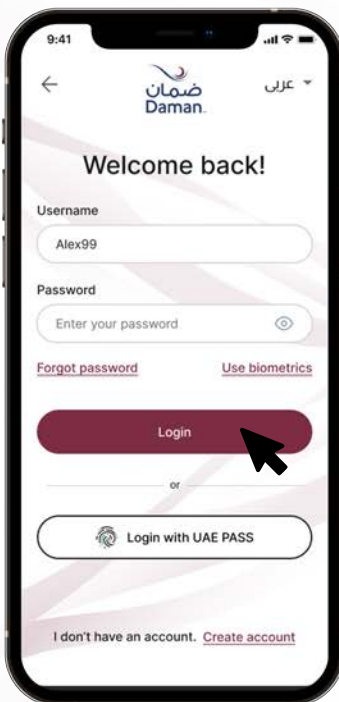 9:41
عربي
ضمان
Daman
Welcome back!
Username
Alex99
Password
Enter your password
Forgot password Use biometrics
Login
or
Login with UAE PASS
I don't have an account. Create account